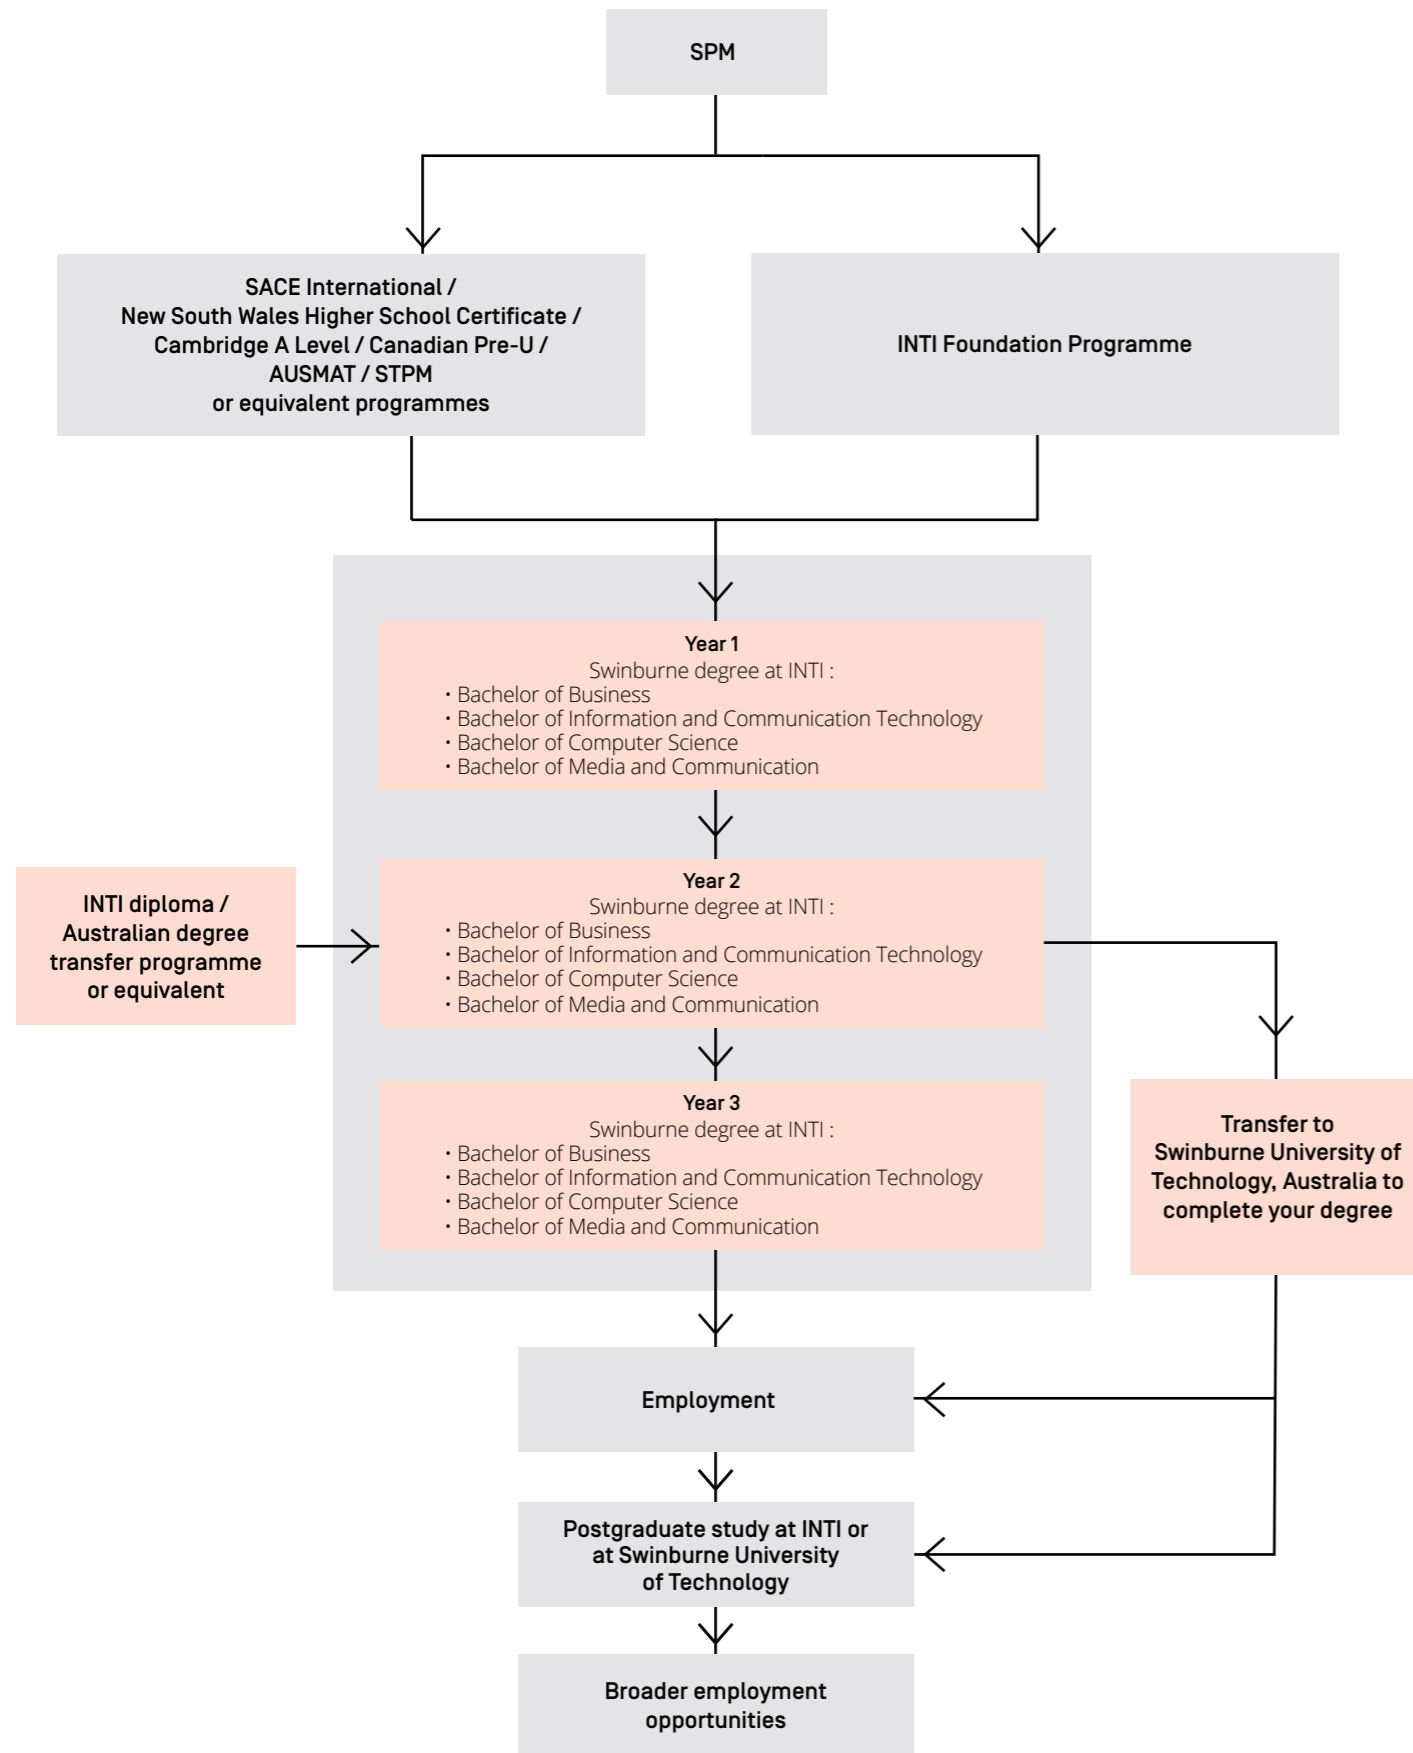 SPM
SACE International /
New South Wales Higher School Certificate /
Cambridge A Level / Canadian Pre-U /
AUSMAT / STPM
or equivalent programmes
INTI Foundation Programme
Year 1
Swinburne degree at INTI :
• Bachelor of Business
• Bachelor of Information and Communication Technology
• Bachelor of Computer Science
• Bachelor of Media and Communication
INTI diploma /
Australian degree
transfer programme
or equivalent
Year 2
Swinburne degree at INTI :
• Bachelor of Business
• Bachelor of Information and Communication Technology
• Bachelor of Computer Science
• Bachelor of Media and Communication
Year 3
Swinburne degree at INTI :
• Bachelor of Business
• Bachelor of Information and Communication Technology
• Bachelor of Computer Science
• Bachelor of Media and Communication
Transfer to
Swinburne University of
Technology, Australia to
complete your degree
Employment
Postgraduate study at INTI or
at Swinburne University
of Technology
Broader employment
opportunities